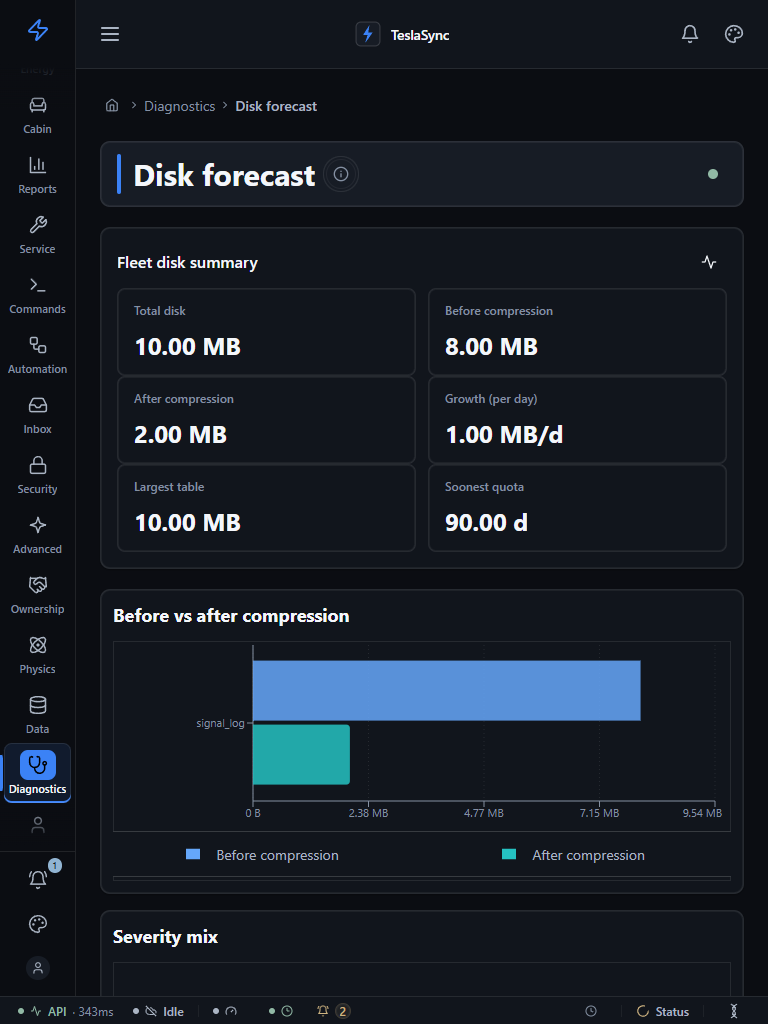 TeslaSync
Energy
Cabin
Reports
Service
Commands
Automation
Inbox
Security
Advanced
Ownership
Physics
Data
Diagnostics
1
Diagnostics
Disk forecast
Disk forecast
Fleet disk summary
Total disk
10.00 MB
Before compression
8.00 MB
After compression
2.00 MB
Growth (per day)
1.00 MB/d
Largest table
10.00 MB
Soonest quota
90.00 d
Before vs after compression
signal_log
0 B 2.38 MB 4.77 MB 7.15 MB 9.54 MB
Before compression After compression
Severity mix
API · 343ms Idle 2 Status